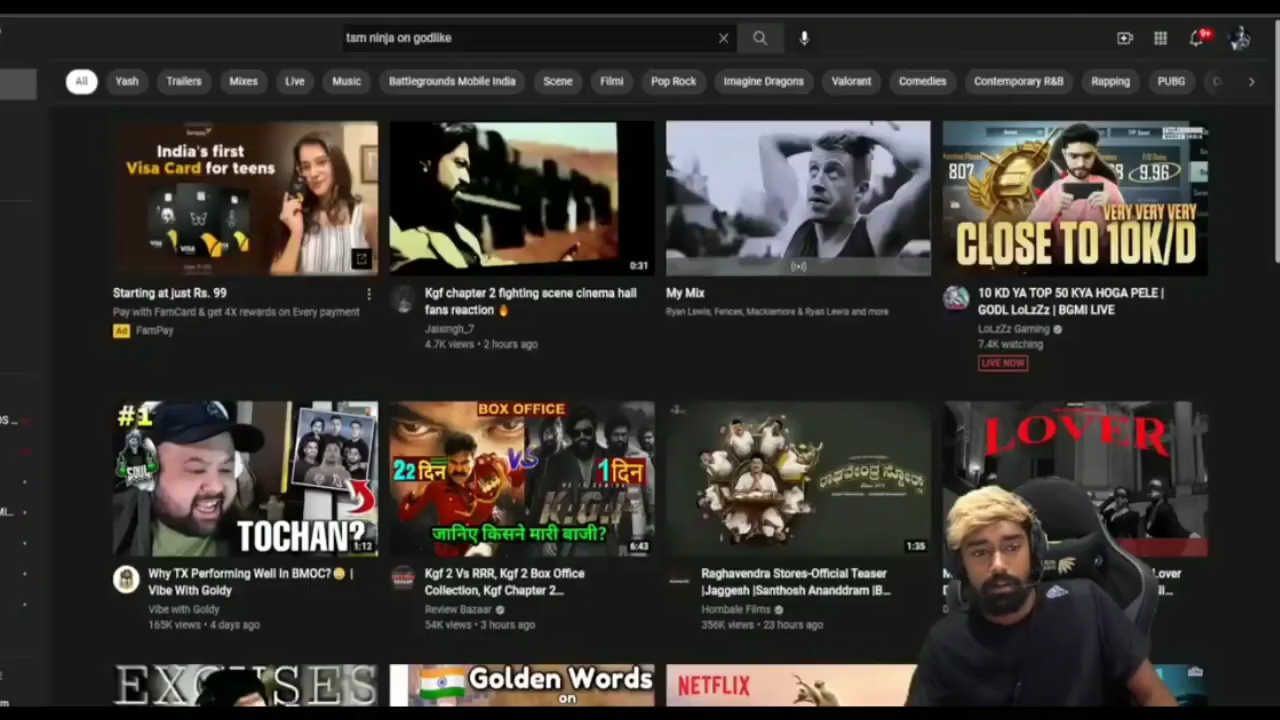 tsm ninja on godlike
9+
All
Yash
Trailers
Mixes
Live
Music
Battlegrounds Mobile India
Scene
Filmi
Pop Rock
Imagine Dragons
Valorant
Comedies
Contemporary R&B
Rapping
PUBG
India's first
Visa Card for teens
VISA
VISA
0:31
807
9.96
VERY VERY VERY
CLOSE TO 10K/D
Starting at just Rs. 99
Pay with FamCard & get 4X rewards on Every payment
Ad FamPay
Kgf chapter 2 fighting scene cinema hall
fans reaction 🔥
Jaisingh_7
4.7K views • 2 hours ago
My Mix
Ryan Lewis, Fences, Macklemore & Ryan Lewis and more
10 KD YA TOP 50 KYA HOGA PELE |
GODL LoLzZz | BGMI LIVE
LoLzZz Gaming
7.4K watching
LIVE NOW
#1
SOUL
TOCHAN?
1:12
BOX OFFICE
22 दिन
VS
1 दिन
K.G.F
जानिए किसने मारी बाजी?
6:43
ರಾಘವೇಂದ್ರ ಸ್ಟೋರ್ಸ್
1:35
LOVER
Why TX Performing Well In BMOC? |
Vibe With Goldy
Vibe with Goldy
165K views • 4 days ago
Kgf 2 Vs RRR, Kgf 2 Box Office
Collection, Kgf Chapter 2...
Review Bazaar
54K views • 3 hours ago
Raghavendra Stores-Official Teaser
|Jaggesh |Santhosh Ananddram |B...
Hombale Films
356K views • 23 hours ago
Lover
EXCUSES
Golden Words
on
NETFLIX